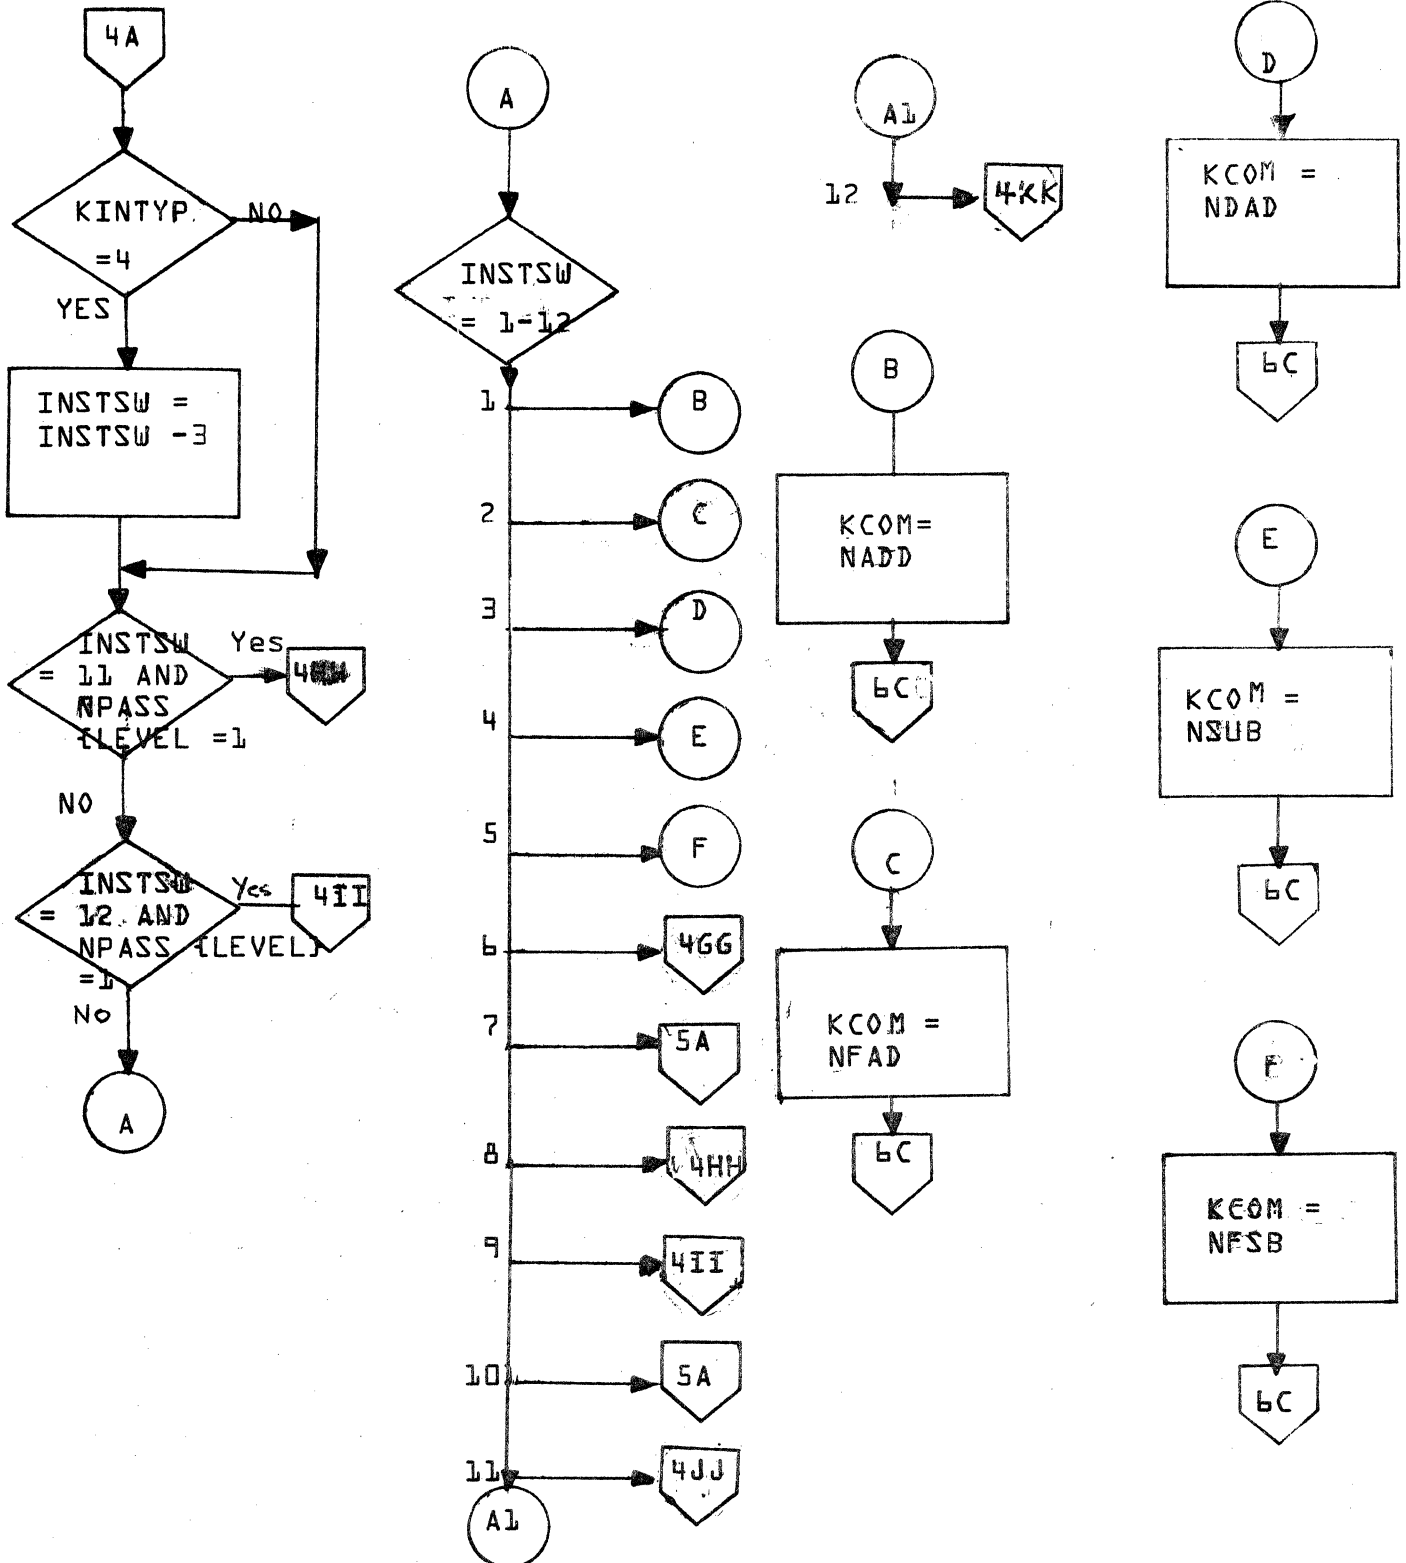 4A
KINTYP
=4
NO
YES
INSTSW =
INSTSW -3
INSTSW
= 11 AND
NPASS
{LEVEL =1
Yes
NO
INSTSW
= 12 AND
NPASS {LEVEL}
=1
Yes
4II
No
A
A
INSTSW
= 1-12
1
B
2
C
3
D
4
E
5
F
6
4GG
7
5A
8
4HH
9
4II
10
5A
11
4JJ
A1
A1
12
4KK
B
KCOM=
NADD
6C
C
KCOM =
NFAD
6C
D
KCOM =
NDAD
6C
E
KCOM =
NSUB
6C
F
KCOM =
NFSB
6C